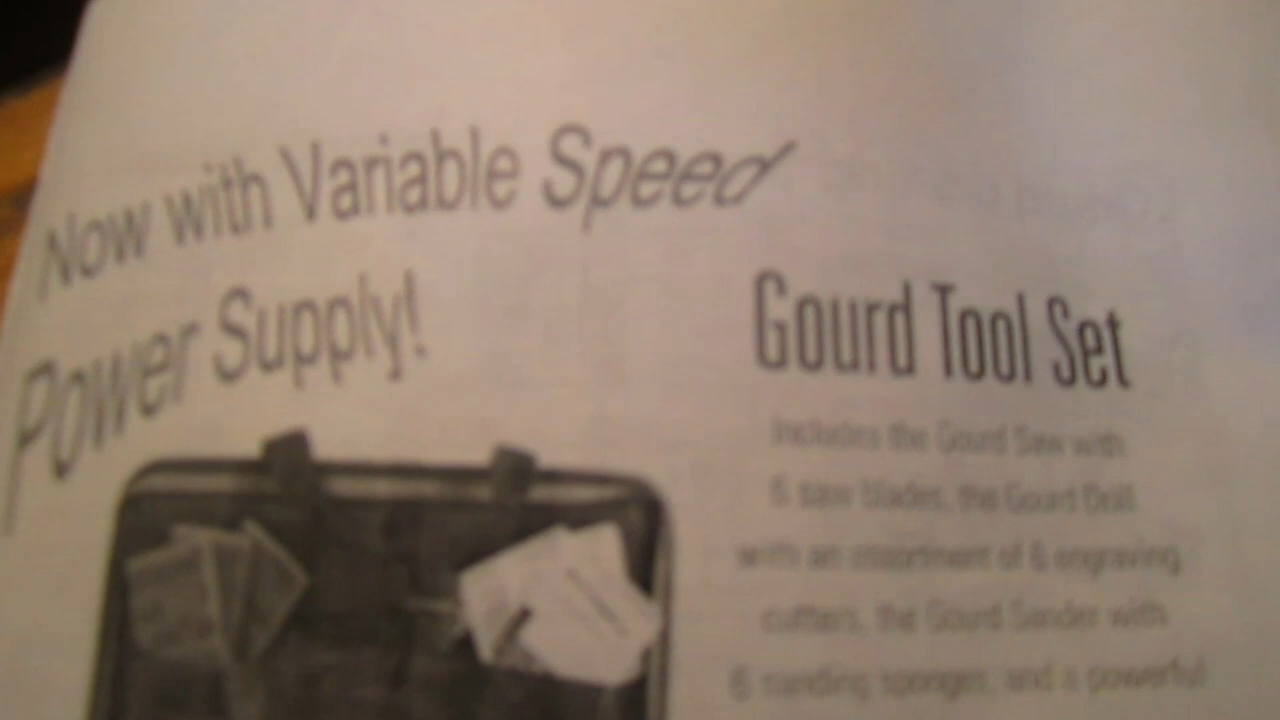 Now with Variable Speed
Power Supply!
Gourd Tool Set
Includes the Gourd Saw with
6 saw blades, the Gourd Drill
with an assortment of 6 engraving
cutters, the Gourd Sander with
6 sanding sponges, and a powerful